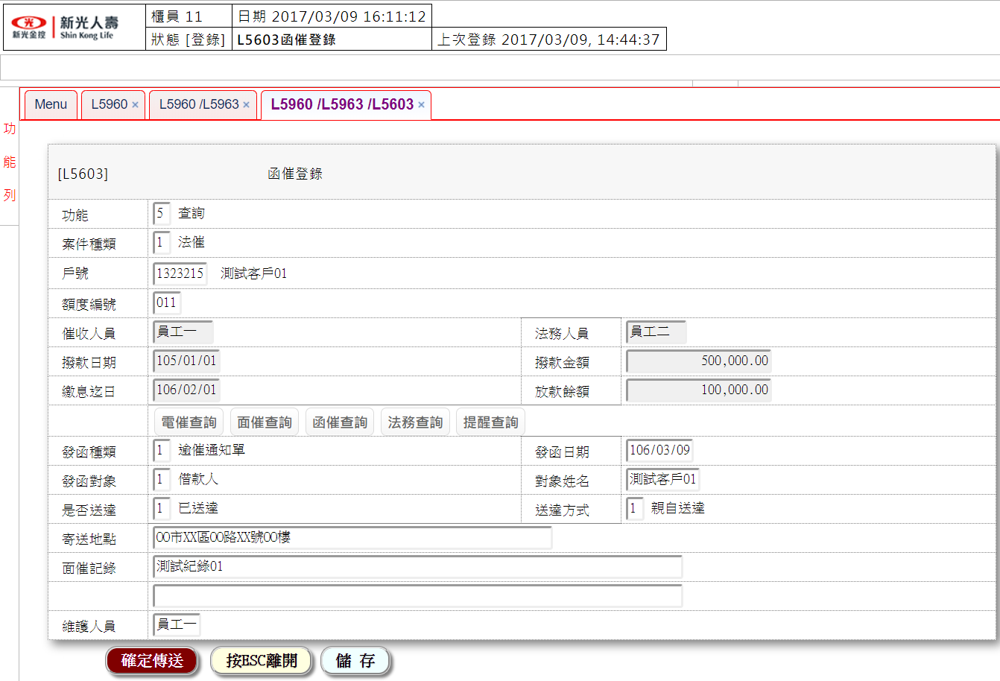 新光金控 新光人壽 Shin Kong Life
櫃員 11 日期 2017/03/09 16:11:12
狀態 [登錄] L5603函催登錄 上次登錄 2017/03/09, 14:44:37
Menu L5960 × L5960 /L5963 × L5960 /L5963 /L5603 ×
功
能
列
[L5603] 函催登錄
功能 5 查詢
案件種類 1 法催
戶號 1323215 測試客戶01
額度編號 011
催收人員 員工一 法務人員 員工二
撥款日期 105/01/01 撥款金額 500,000.00
繳息迄日 106/02/01 放款餘額 100,000.00
電催查詢 面催查詢 函催查詢 法務查詢 提醒查詢
發函種類 1 逾催通知單 發函日期 106/03/09
發函對象 1 借款人 對象姓名 測試客戶01
是否送達 1 已送達 送達方式 1 親自送達
寄送地點 OO市XX區OO路XX號OO樓
面催記錄 測試紀錄01
維護人員 員工一
確定傳送 按ESC離開 儲 存